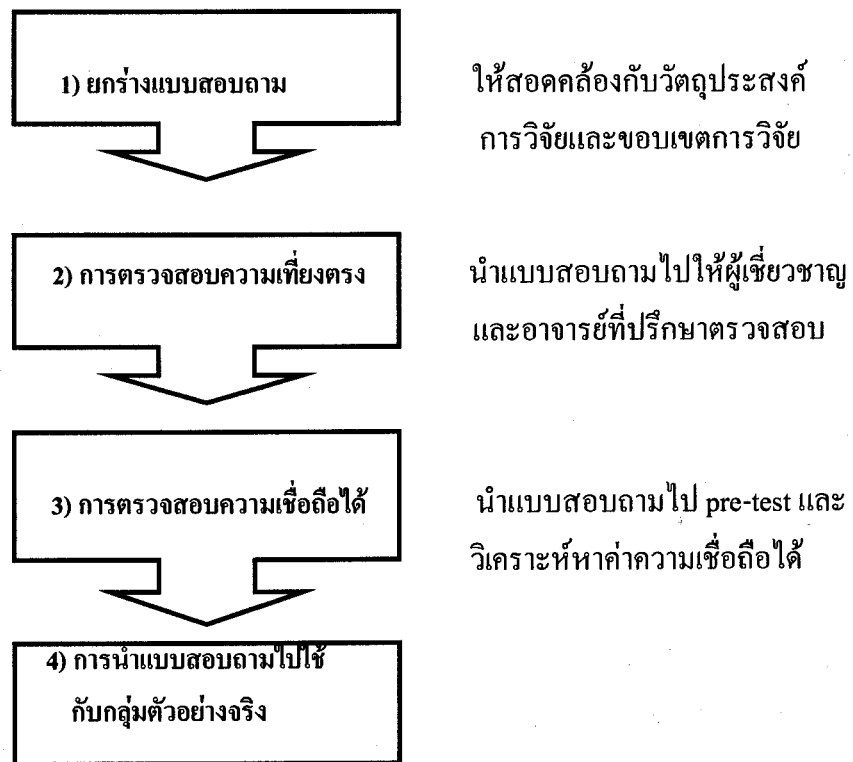 1) ยกร่างแบบสอบถาม
ให้สอดคล้องกับวัตถุประสงค์
การวิจัยและขอบเขตการวิจัย
2) การตรวจสอบความเที่ยงตรง
นำแบบสอบถามไปให้ผู้เชี่ยวชาญ
และอาจารย์ที่ปรึกษาตรวจสอบ
3) การตรวจสอบความเชื่อถือได้
นำแบบสอบถามไป pre-test และ
วิเคราะห์หาค่าความเชื่อถือได้
4) การนำแบบสอบถามไปใช้
กับกลุ่มตัวอย่างจริง